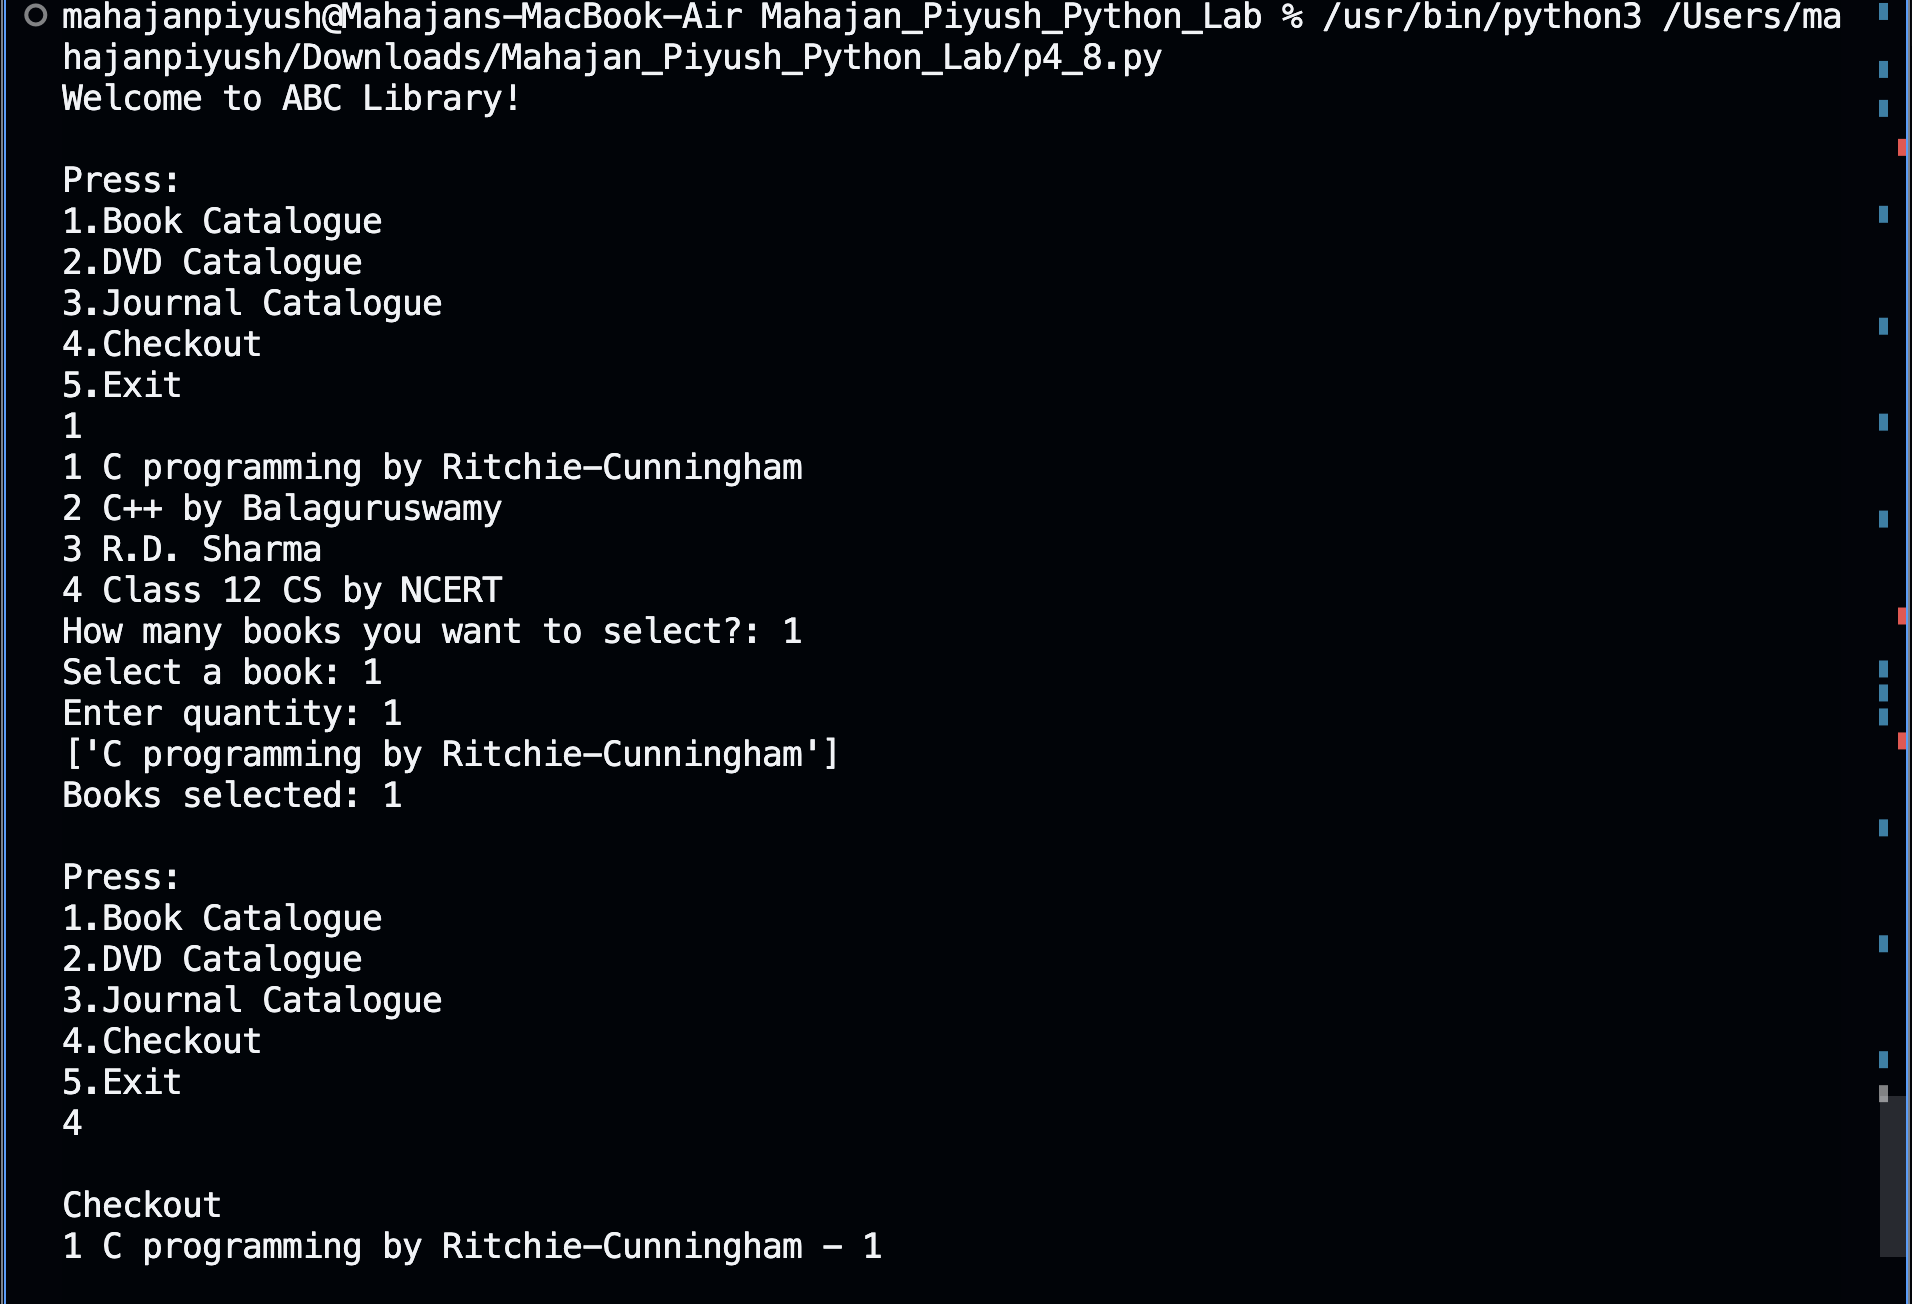 mahajanpiyush@Mahajans-MacBook-Air Mahajan_Piyush_Python_Lab % /usr/bin/python3 /Users/ma
hajanpiyush/Downloads/Mahajan_Piyush_Python_Lab/p4_8.py
Welcome to ABC Library!
Press:
1.Book Catalogue
2.DVD Catalogue
3.Journal Catalogue
4.Checkout
5.Exit
1
1 C programming by Ritchie-Cunningham
2 C++ by Balaguruswamy
3 R.D. Sharma
4 Class 12 CS by NCERT
How many books you want to select?: 1
Select a book: 1
Enter quantity: 1
['C programming by Ritchie-Cunningham']
Books selected: 1
Press:
1.Book Catalogue
2.DVD Catalogue
3.Journal Catalogue
4.Checkout
5.Exit
4
Checkout
1 C programming by Ritchie-Cunningham - 1